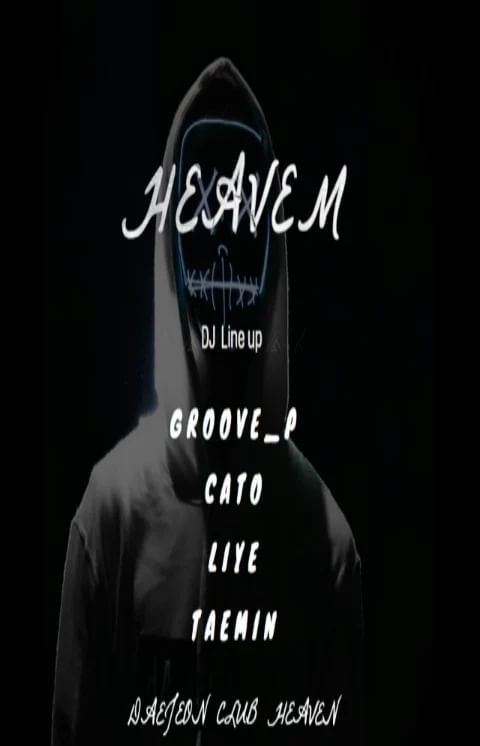 HEAVEM
DJ Line up
GROOVE_P
CATO
LIYE
TAEMIN
DAEJEON CLUB HEAVEN